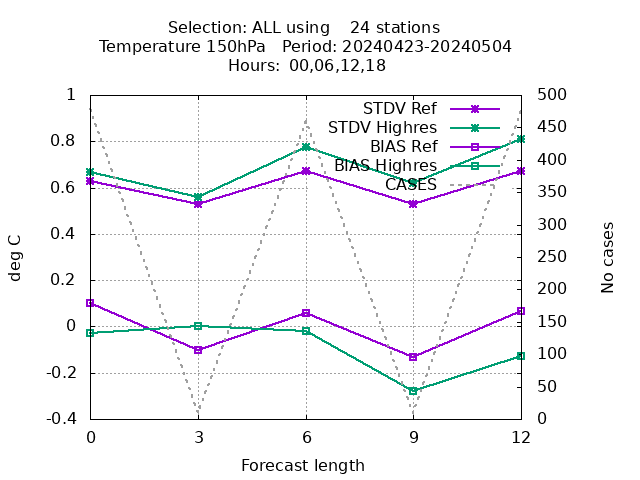 Selection: ALL using    24 stations
Temperature 150hPa   Period: 20240423-20240504
Hours: 00,06,12,18
STDV Ref
STDV Highres
BIAS Ref
BIAS Highres
CASES
1
0.8
0.6
0.4
0.2
0
-0.2
-0.4
deg C
500
450
400
350
300
250
200
150
100
50
0
No cases
0 3 6 9 12
Forecast length